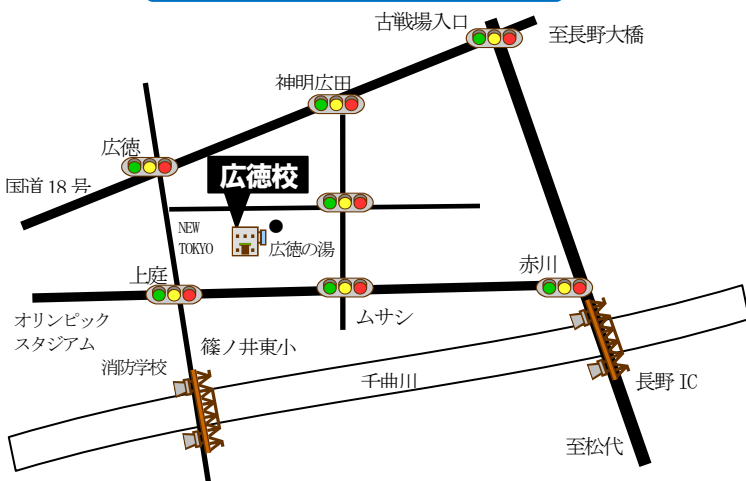 古戦場入口
至長野大橋
神明広田
広徳
広徳校
国道 18 号
NEW
TOKYO
広徳の湯
上庭
赤川
オリンピック
スタジアム
ムサシ
篠ノ井東小
消防学校
千曲川
長野 IC
至松代